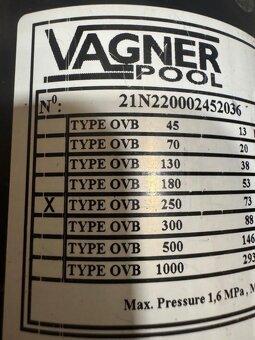 VAGNER
POOL
Nº: 21N220002452036
TYPE OVB 45 13
TYPE OVB 70 20
TYPE OVB 130 38
TYPE OVB 180 53
X TYPE OVB 250 73
TYPE OVB 300 88
TYPE OVB 500 146
TYPE OVB 1000 293
Max. Pressure 1,6 MPa , M